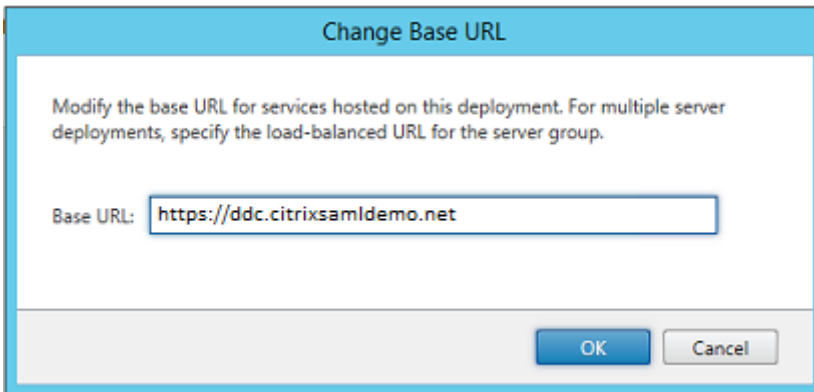 Change Base URL
Modify the base URL for services hosted on this deployment. For multiple server
deployments, specify the load-balanced URL for the server group.
Base URL: https://ddc.citrixsamldemo.net
OK Cancel